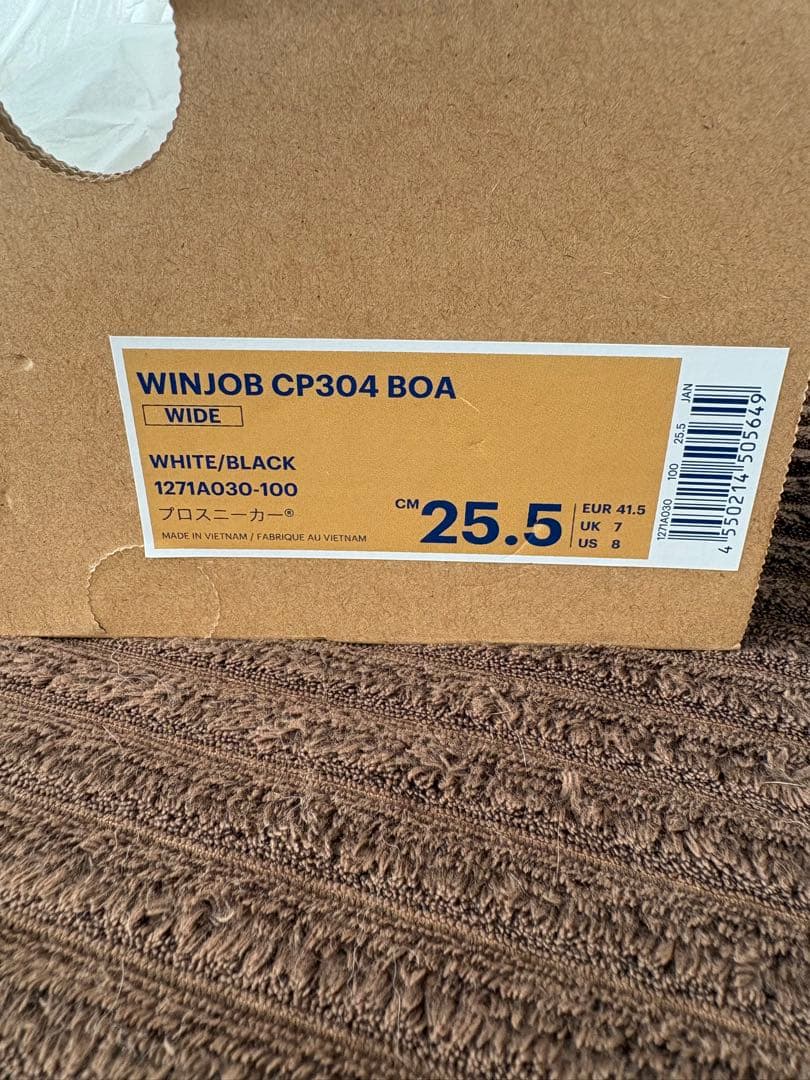 WINJOB CP304 BOA
WIDE
WHITE/BLACK
1271A030-100
プロスニーカー®
MADE IN VIETNAM / FABRIQUE AU VIETNAM
CM 25.5
EUR 41.5
UK 7
US 8
1271A030 100 25.5 JAN
4 550214 505649